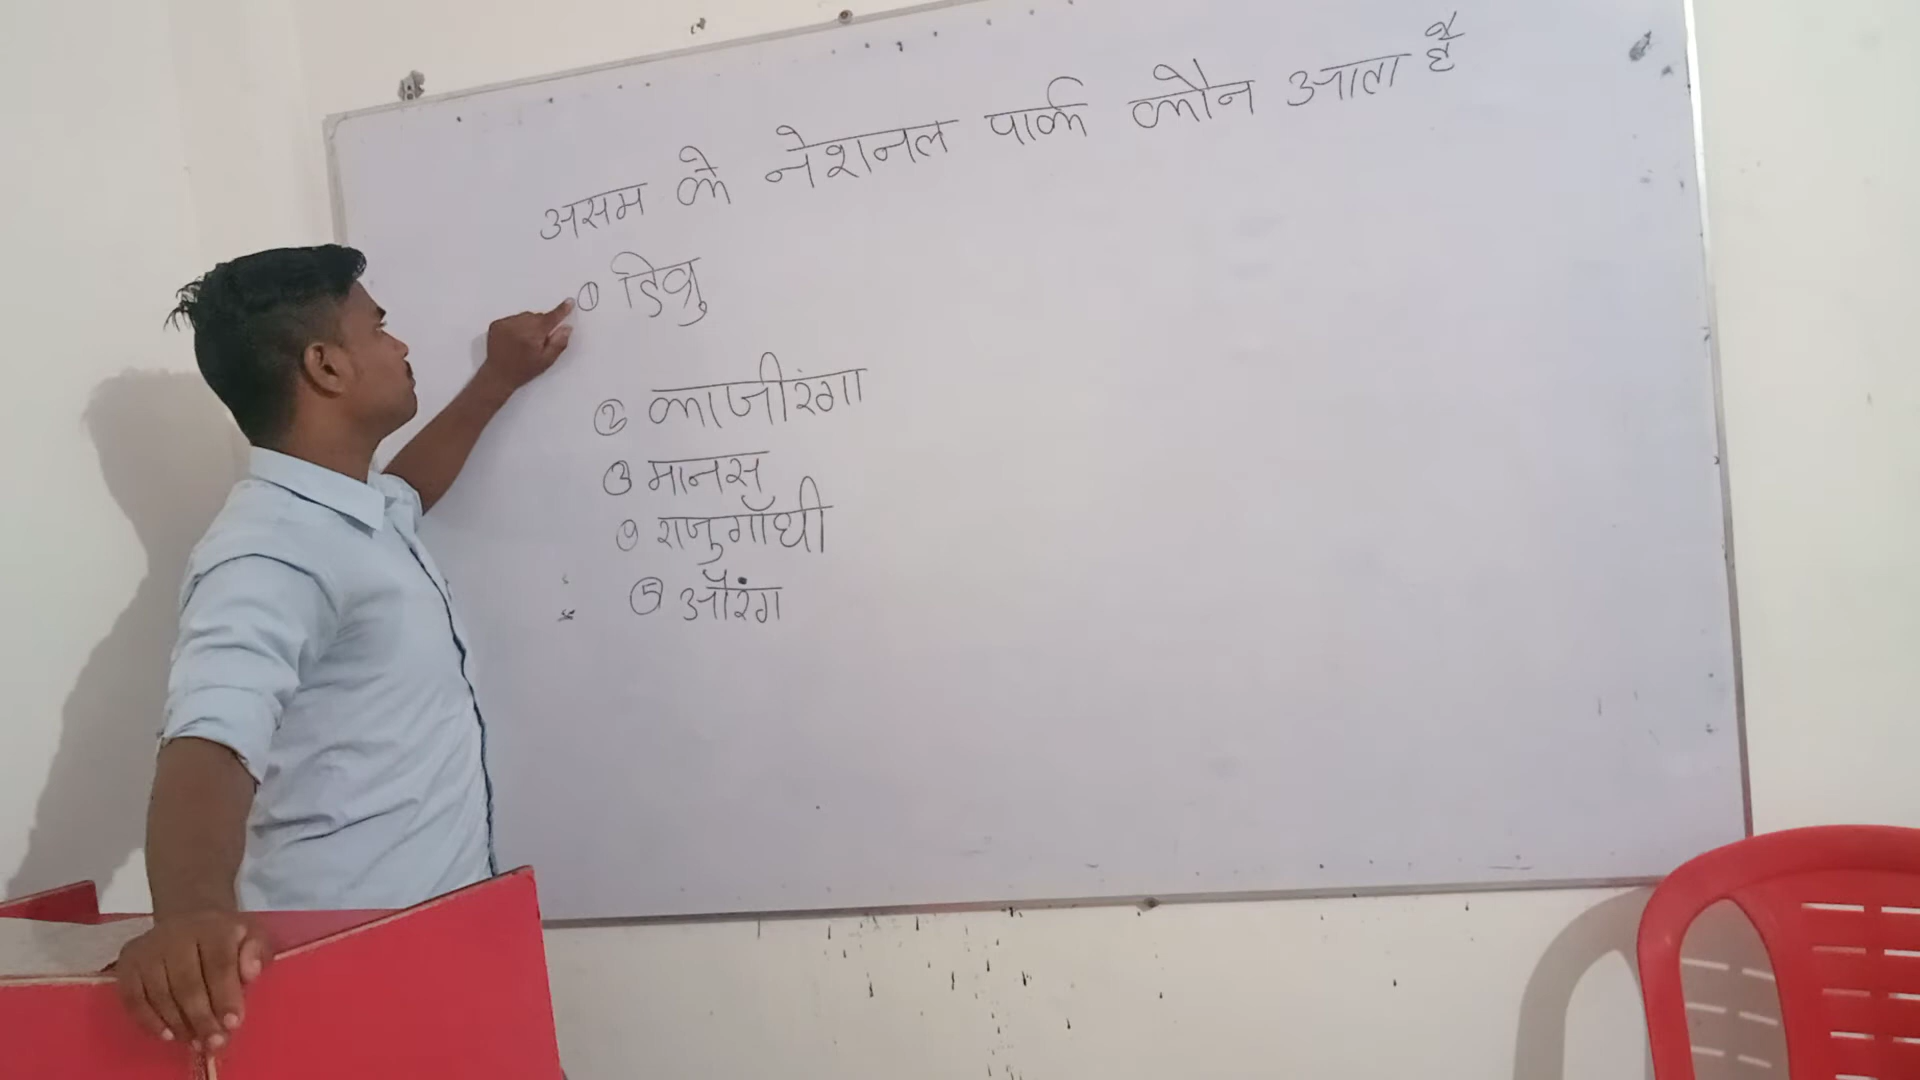 असम के नेशनल पार्क कौन आता है
① डिब्रु
② काजीरंगा
③ मानस
④ राजुगाँधी
⑤ ऑरंग